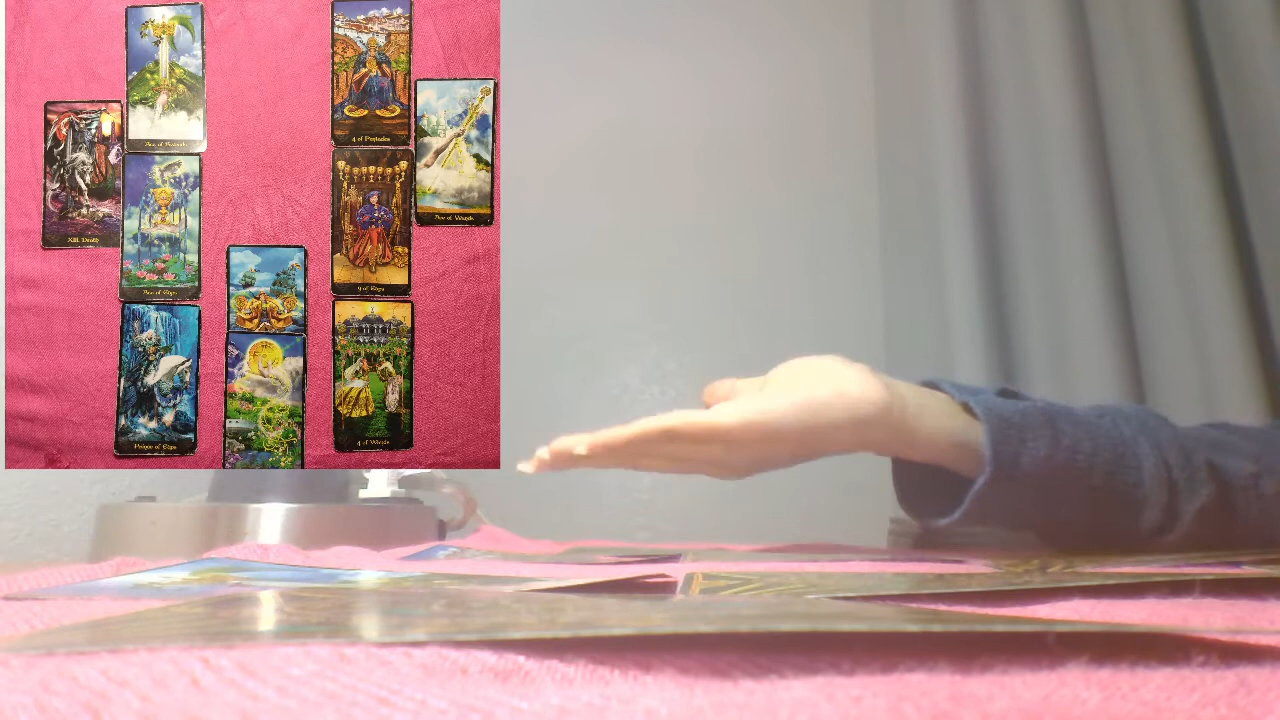 Ace of Swords
4 of Pentacles
XIII. Death
Ace of Wands
Ace of Cups
9 of Cups
Prince of Cups
4 of Wands